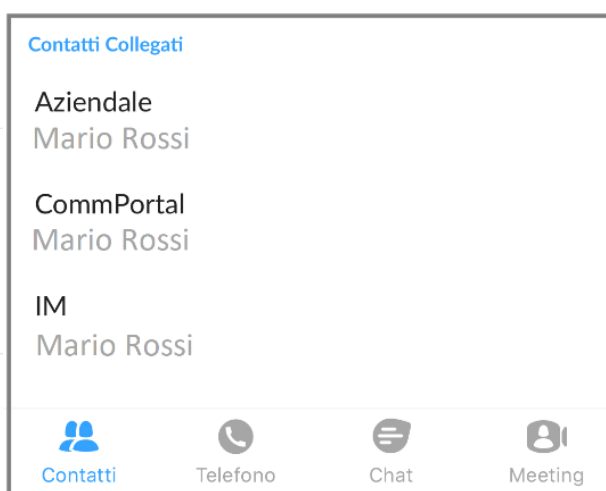 Contatti Collegati
Aziendale
Mario Rossi
CommPortal
Mario Rossi
IM
Mario Rossi
Contatti Telefono Chat Meeting